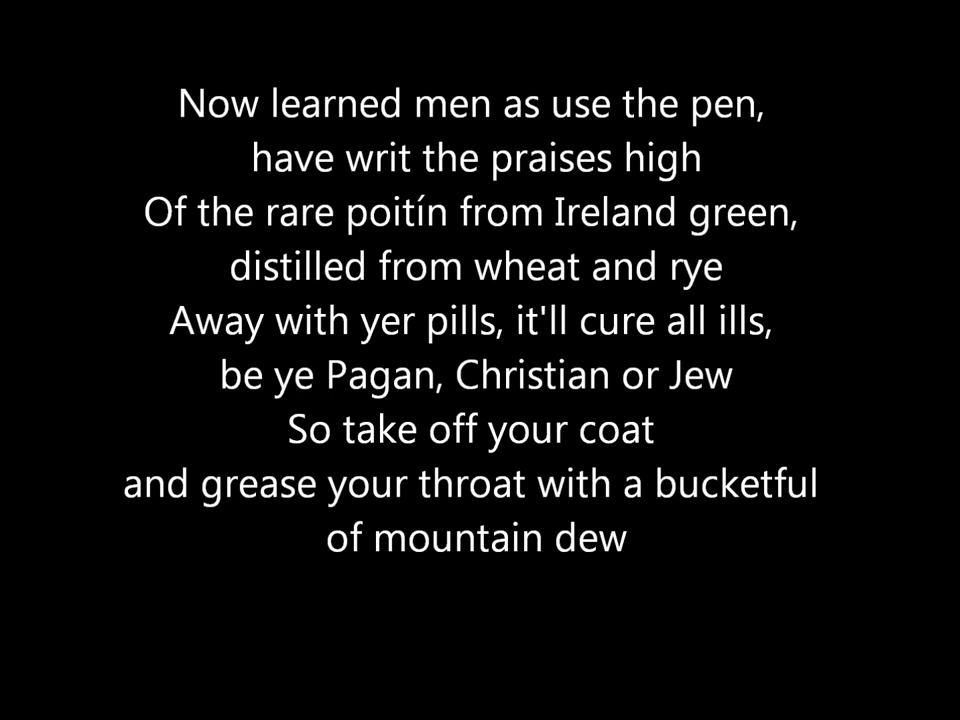 Now learned men as use the pen,
have writ the praises high
Of the rare poitín from Ireland green,
distilled from wheat and rye
Away with yer pills, it'll cure all ills,
be ye Pagan, Christian or Jew
So take off your coat
and grease your throat with a bucketful
of mountain dew